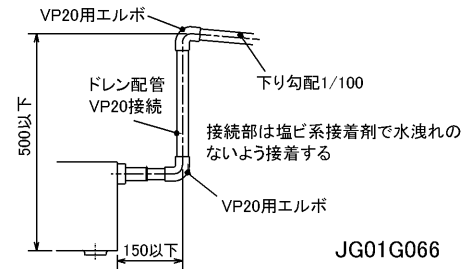 VP20用エルボ
下り勾配1/100
ドレン配管
VP20接続
500以下
接続部は塩ビ系接着剤で水洩れの
ないよう接着する
VP20用エルボ
150以下
JG01G066